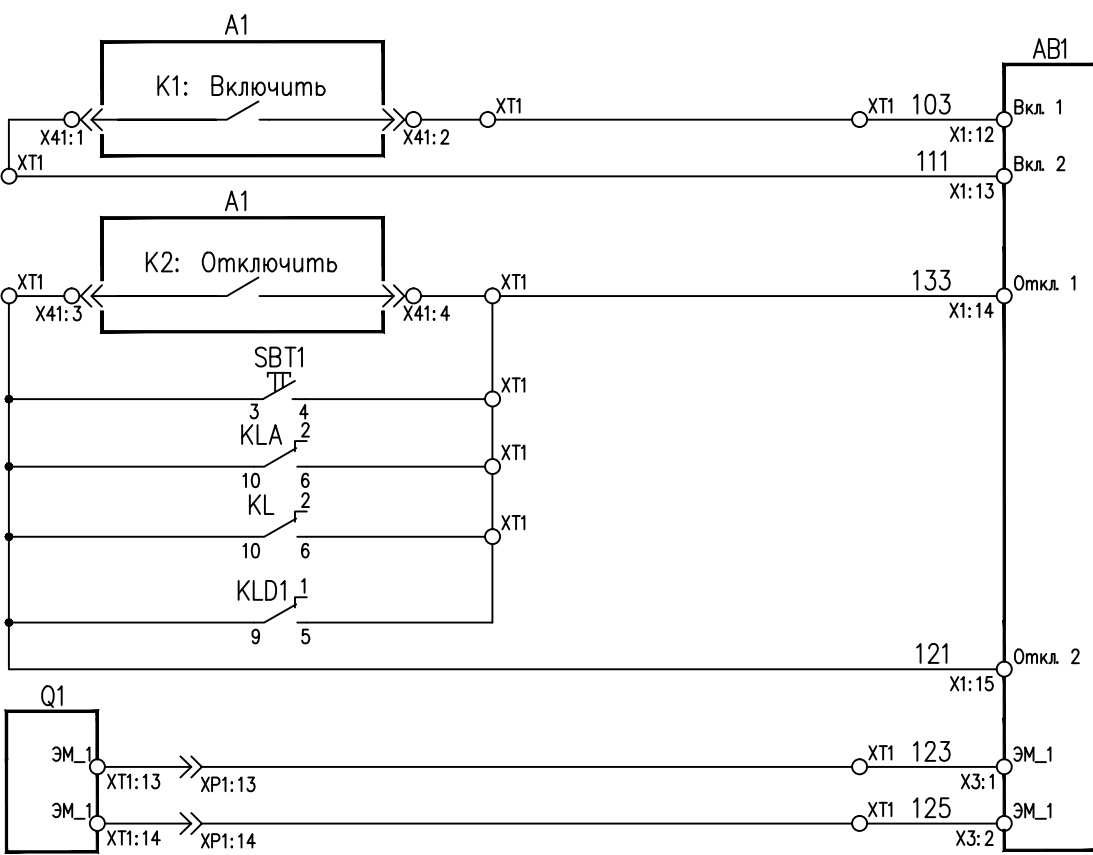 A1
AB1
K1: Включить
XT1
XT1
103
Вкл. 1
X41:1
X41:2
X1:12
XT1
111
Вкл. 2
X1:13
A1
K2: Отключить
XT1
XT1
133
Откл. 1
X41:3
X41:4
X1:14
SBT1
XT1
3
4
KLA
2
XT1
10
6
KL
2
XT1
10
6
KLD1
1
9
5
121
Откл. 2
X1:15
Q1
ЭМ_1
XT1
123
ЭМ_1
XT1:13
XP1:13
X3:1
ЭМ_1
XT1
125
ЭМ_1
XT1:14
XP1:14
X3:2